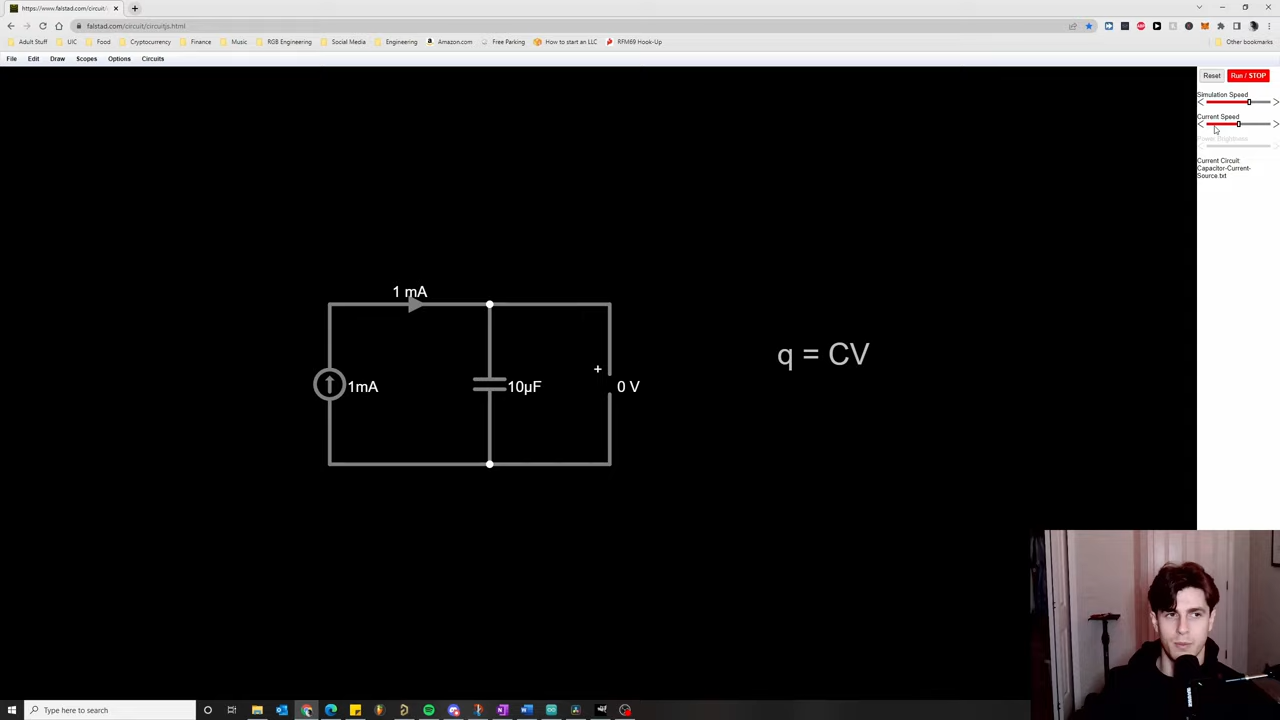 https://www.falstad.com/circuit/c
falstad.com/circuit/circuitjs.html
Adult Stuff UIC Food Cryptocurrency Finance Music RGB Engineering Social Media Engineering Amazon.com Free Parking How to start an LLC RFM69 Hook-Up Other bookmarks
File Edit Draw Scopes Options Circuits
Reset Run / STOP
Simulation Speed
Current Speed
Power Brightness
Current Circuit
Capacitor-Current-
Source.txt
1 mA
1mA
10µF
+
0 V
q = CV
Type here to search